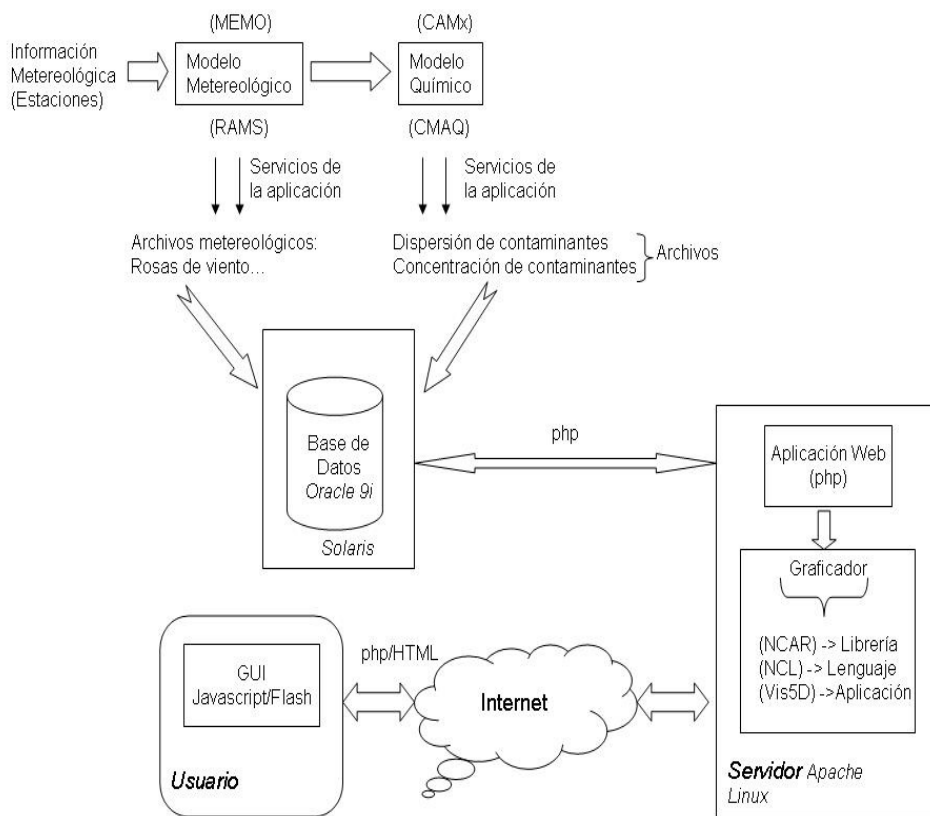 (MEMO)
(CAMx)
Información
Metereológica
(Estaciones)
Modelo
Metereológico
Modelo
Químico
(RAMS)
(CMAQ)
Servicios de
la aplicación
Servicios de
la aplicación
Archivos metereológicos:
Rosas de viento…
Dispersión de contaminantes
Concentración de contaminantes
Archivos
Base de
Datos
Oracle 9i
Solaris
php
Aplicación Web
(php)
Graficador
(NCAR) -> Librería
(NCL) -> Lenguaje
(Vis5D) ->Aplicación
Servidor Apache
Linux
GUI
Javascript/Flash
Usuario
php/HTML
Internet